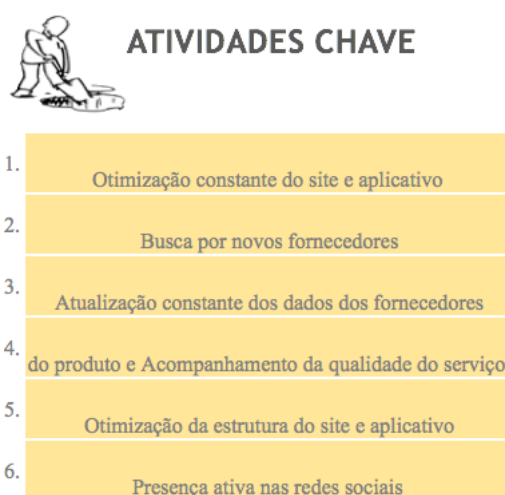 ATIVIDADES CHAVE
1. Otimização constante do site e aplicativo
2. Busca por novos fornecedores
3. Atualização constante dos dados dos fornecedores
4. do produto e Acompanhamento da qualidade do serviço
5. Otimização da estrutura do site e aplicativo
6. Presença ativa nas redes sociais